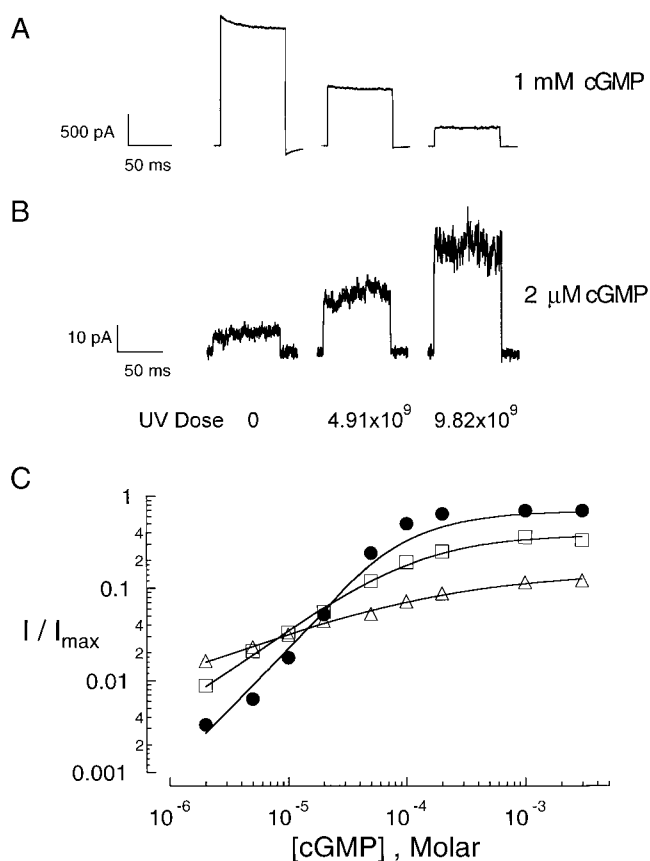 A
1 mM cGMP
500 pA
50 ms
B
2 μM cGMP
10 pA
50 ms
UV Dose 0 4.91x10^9 9.82x10^9
C
1
4
2
0.1
4
2
0.01
4
2
0.001
I / Imax
10^-6 10^-5 10^-4 10^-3
[cGMP] , Molar